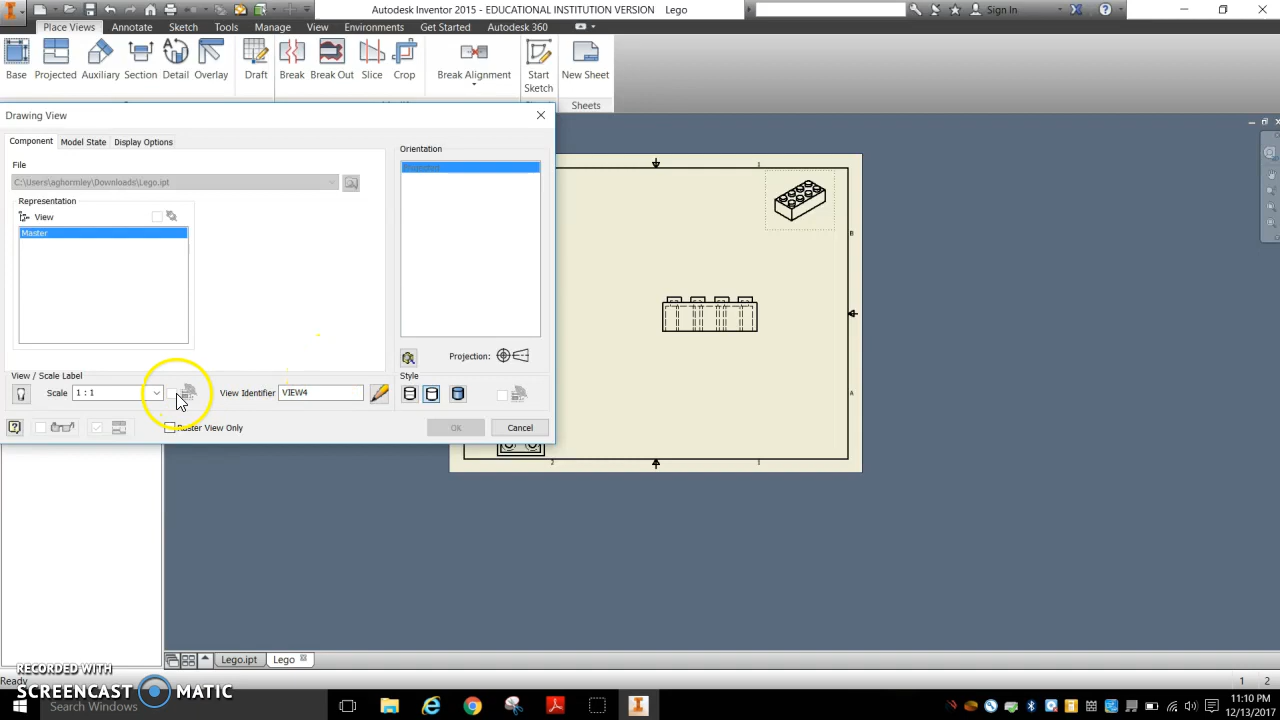 Autodesk Inventor 2015 - EDUCATIONAL INSTITUTION VERSION Lego
Sign In
Place Views Annotate Sketch Tools Manage View Environments Get Started Autodesk 360
Base Projected Auxiliary Section Detail Overlay Draft Break Break Out Slice Crop Break Alignment Start Sketch New Sheet
Sheets
Drawing View
Component Model State Display Options
File
C:\Users\aghormley\Downloads\Lego.ipt
Representation
View
Master
Orientation
Projection:
View / Scale Label
Style
Scale 1 : 1
View Identifier VIEW4
Raster View Only
Ok Cancel
1
B
A
2
1
Lego.ipt Lego
Ready
1 2
RECORDED WITH
SCREENCAST MATIC
Search Windows
11:10 PM
12/13/2017